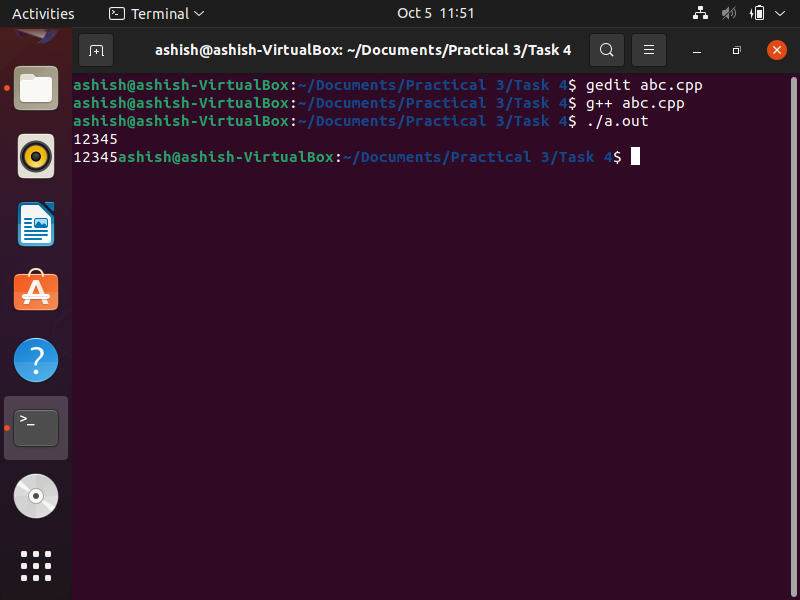 Activities Terminal Oct 5 11:51
ashish@ashish-VirtualBox: ~/Documents/Practical 3/Task 4
ashish@ashish-VirtualBox:~/Documents/Practical 3/Task 4$ gedit abc.cpp
ashish@ashish-VirtualBox:~/Documents/Practical 3/Task 4$ g++ abc.cpp
ashish@ashish-VirtualBox:~/Documents/Practical 3/Task 4$ ./a.out
12345
12345ashish@ashish-VirtualBox:~/Documents/Practical 3/Task 4$